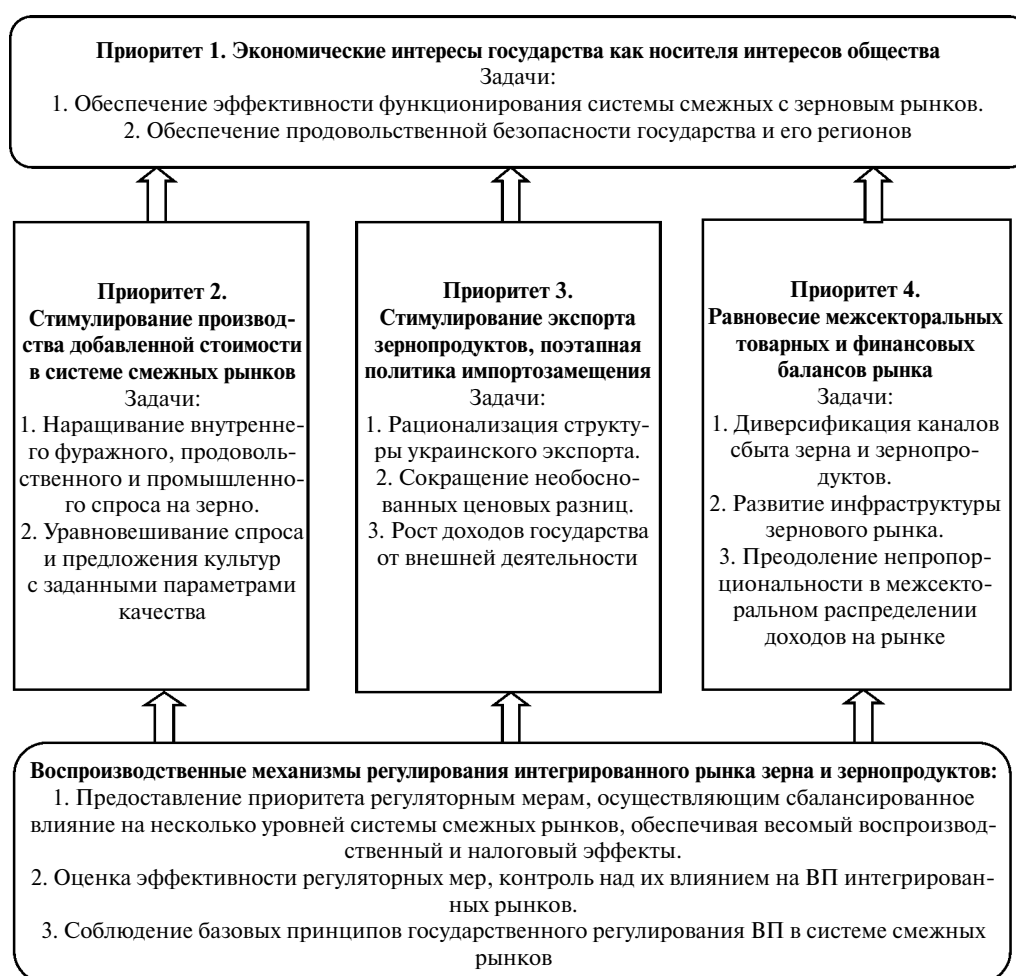 Приоритет 1. Экономические интересы государства как носителя интересов общества
Задачи:
1. Обеспечение эффективности функционирования системы смежных с зерновым рынков.
2. Обеспечение продовольственной безопасности государства и его регионов
Приоритет 2.
Стимулирование производ-
ства добавленной стоимости
в системе смежных рынков
Задачи:
1. Наращивание внутренне-
го фуражного, продоволь-
ственного и промышленно-
го спроса на зерно.
2. Уравновешивание спроса
и предложения культур
с заданными параметрами
качества
Приоритет 3.
Стимулирование экспорта
зернопродуктов, поэтапная
политика импортозамещения
Задачи:
1. Рационализация структу-
ры украинского экспорта.
2. Сокращение необосно-
ванных ценовых разниц.
3. Рост доходов государства
от внешней деятельности
Приоритет 4.
Равновесие межсекторальных
товарных и финансовых
балансов рынка
Задачи:
1. Диверсификация каналов
сбыта зерна и зернопро-
дуктов.
2. Развитие инфраструктуры
зернового рынка.
3. Преодоление непропор-
циональности в межсекто-
ральном распределении
доходов на рынке
Воспроизводственные механизмы регулирования интегрированного рынка зерна и зернопродуктов:
1. Предоставление приоритета регуляторным мерам, осуществляющим сбалансированное
влияние на несколько уровней системы смежных рынков, обеспечивая весомый воспроизвод-
ственный и налоговый эффекты.
2. Оценка эффективности регуляторных мер, контроль над их влиянием на ВП интегрирован-
ных рынков.
3. Соблюдение базовых принципов государственного регулирования ВП в системе смежных
рынков